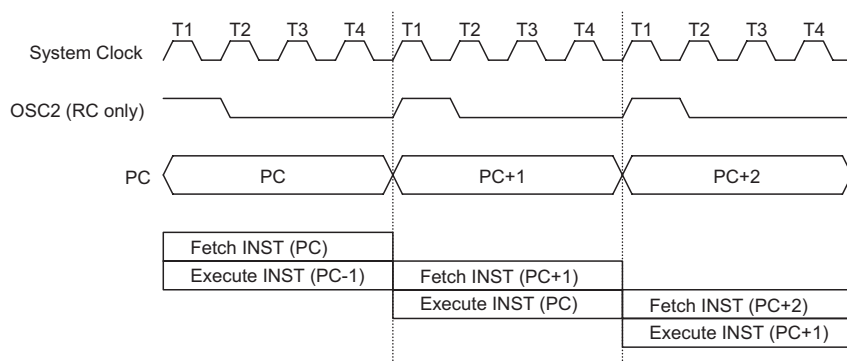 T1 T2 T3 T4 T1 T2 T3 T4 T1 T2 T3 T4
System Clock
OSC2 (RC only)
PC PC PC+1 PC+2
Fetch INST (PC)
Execute INST (PC-1) Fetch INST (PC+1)
Execute INST (PC) Fetch INST (PC+2)
Execute INST (PC+1)